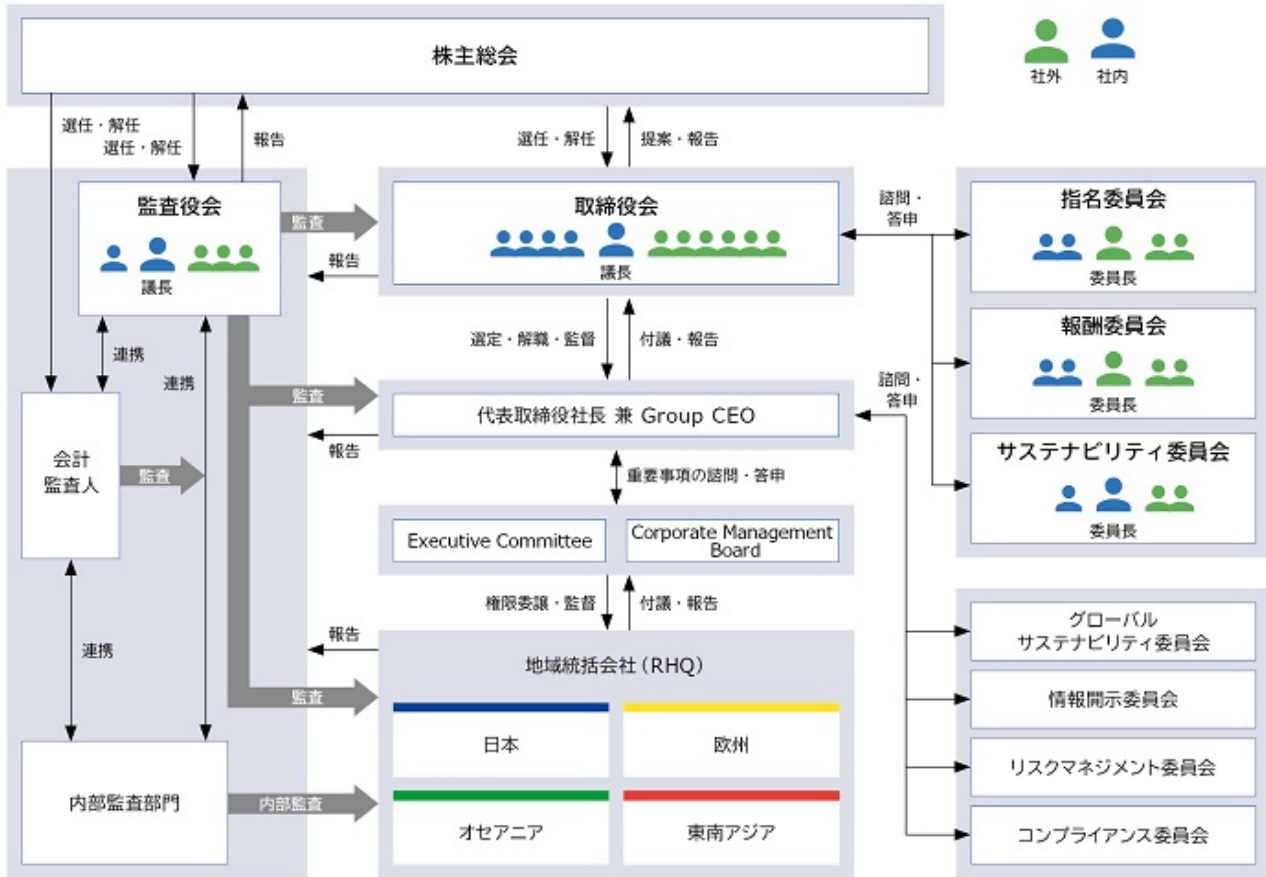 株主総会
社外
社内
選任・解任
選任・解任
報告
選任・解任
提案・報告
監査役会
議長
監査
報告
取締役会
議長
諮問・
答申
指名委員会
委員長
報酬委員会
委員長
サステナビリティ委員会
委員長
連携
連携
選定・解職・監督
付議・報告
監査
報告
代表取締役社長 兼 Group CEO
諮問・
答申
会計
監査人
監査
重要事項の諮問・答申
Executive Committee
Corporate Management
Board
権限委譲・監督
付議・報告
報告
連携
監査
地域統括会社（RHQ）
日本
欧州
オセアニア
東南アジア
内部監査部門
内部監査
グローバル
サステナビリティ委員会
情報開示委員会
リスクマネジメント委員会
コンプライアンス委員会